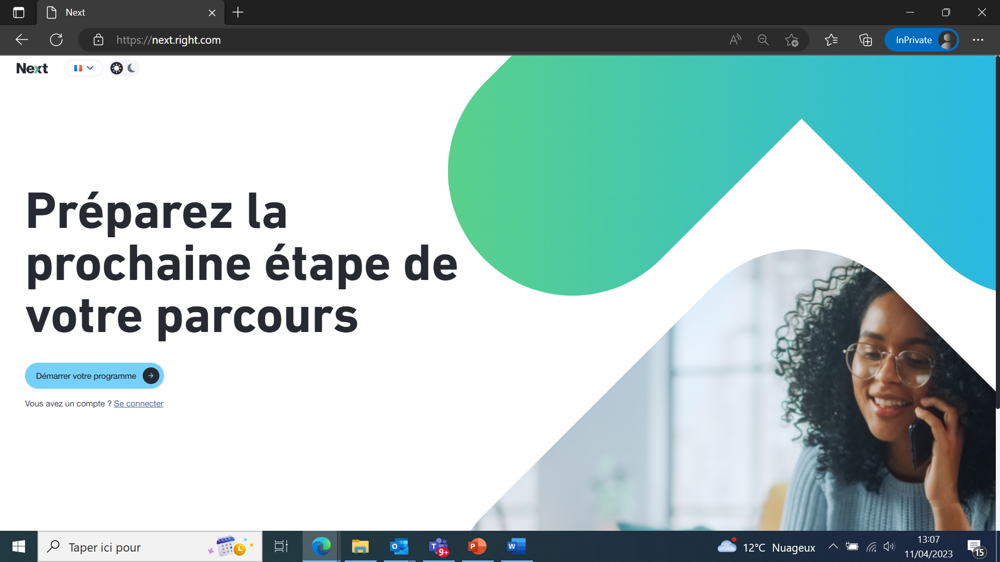 Next
https://next.right.com
InPrivate
Next
Préparez la
prochaine étape de
votre parcours
Démarrer votre programme
Vous avez un compte ? Se connecter
Taper ici pour
9+
12°C Nuageux
13:07
11/04/2023
15